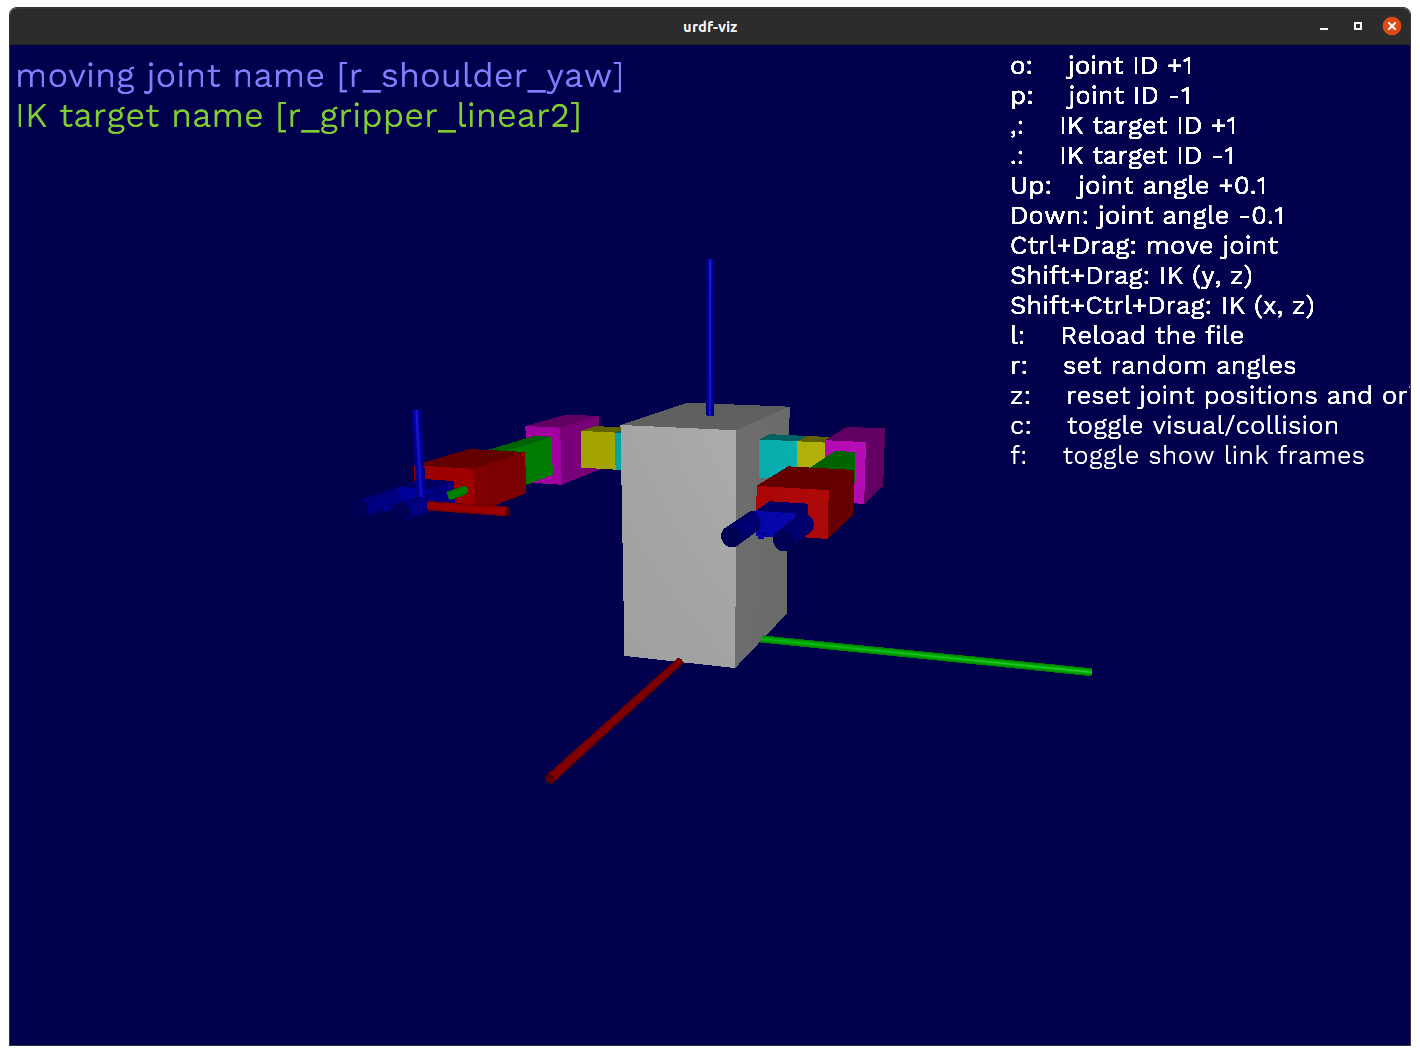 urdf-viz
moving joint name [r_shoulder_yaw]
IK target name [r_gripper_linear2]
o: joint ID +1
p: joint ID -1
,: IK target ID +1
.: IK target ID -1
Up: joint angle +0.1
Down: joint angle -0.1
Ctrl+Drag: move joint
Shift+Drag: IK (y, z)
Shift+Ctrl+Drag: IK (x, z)
l: Reload the file
r: set random angles
z: reset joint positions and or
c: toggle visual/collision
f: toggle show link frames